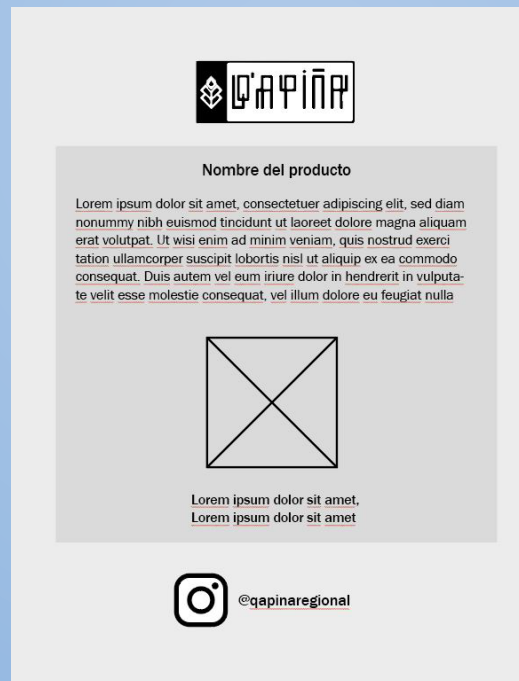 Q'APIÑA
Nombre del producto
Lorem ipsum dolor sit amet, consectetuer adipiscing elit, sed diam
nonummy nibh euismod tincidunt ut laoreet dolore magna aliquam
erat volutpat. Ut wisi enim ad minim veniam, quis nostrud exerci
tation ullamcorper suscipit lobortis nisl ut aliquip ex ea commodo
consequat. Duis autem vel eum iriure dolor in hendrerit in vulputa-
te velit esse molestie consequat, vel illum dolore eu feugiat nulla
Lorem ipsum dolor sit amet,
Lorem ipsum dolor sit amet
@qapinaregional